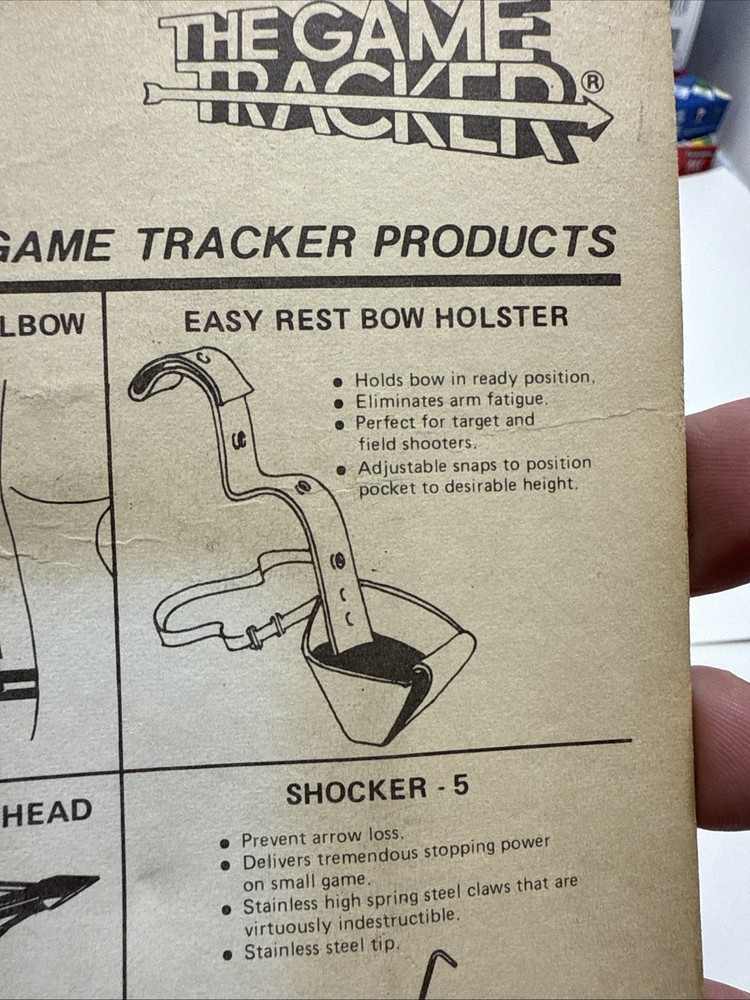 THE GAME
TRACKER®
GAME TRACKER PRODUCTS
LBOW
EASY REST BOW HOLSTER
• Holds bow in ready position.
• Eliminates arm fatigue.
• Perfect for target and
field shooters.
• Adjustable snaps to position
pocket to desirable height.
HEAD
SHOCKER - 5
• Prevent arrow loss.
• Delivers tremendous stopping power
on small game.
• Stainless high spring steel claws that are
virtuously indestructible.
• Stainless steel tip.